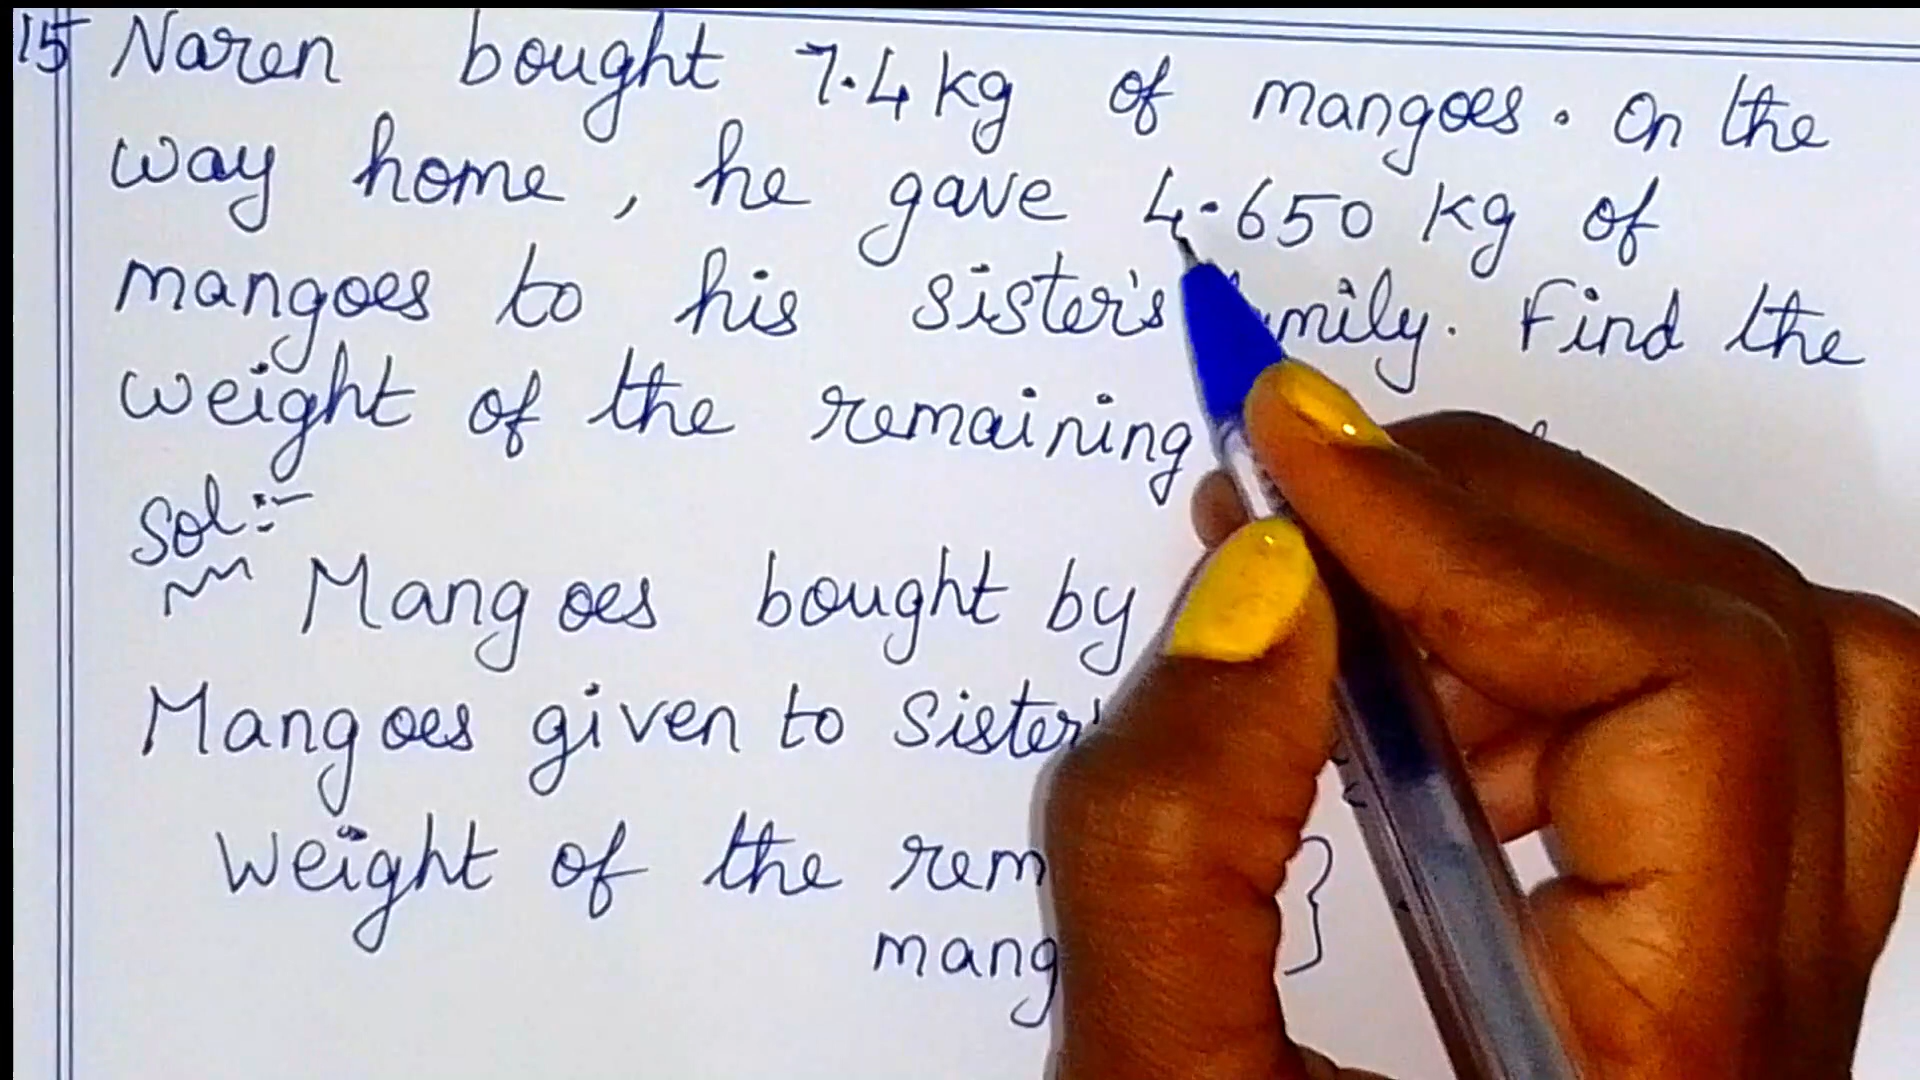 15 Naren bought 7.4 kg of mangoes. On the
way home, he gave 4.650 kg of
mangoes to his sister's family. Find the
weight of the remaining
Sol:-
Mangoes bought by
Mangoes given to Sister's
Weight of the rem }
mang